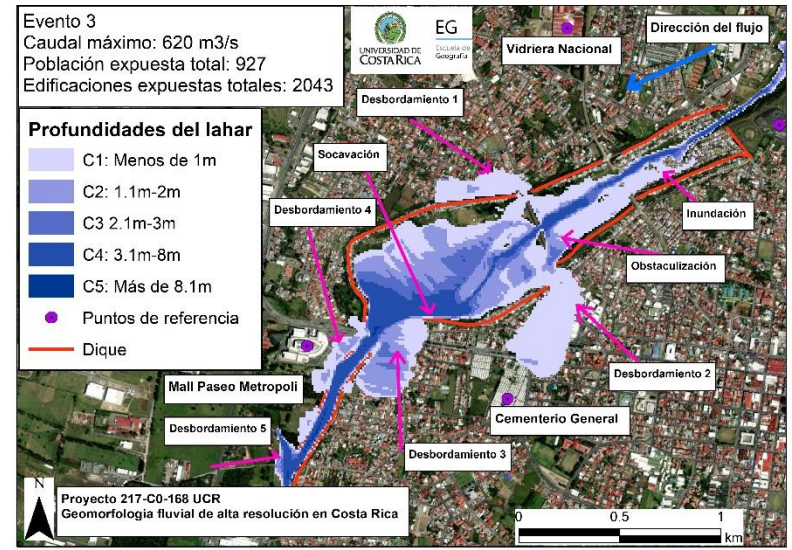 Evento 3
Caudal máximo: 620 m3/s
Población expuesta total: 927
Edificaciones expuestas totales: 2043
UNIVERSIDAD DE
COSTA RICA
EG
Escuela de
Geografía
Vidriera Nacional
Dirección del flujo
Desbordamiento 1
Profundidades del lahar
C1: Menos de 1m
C2: 1.1m-2m
C3 2.1m-3m
C4: 3.1m-8m
C5: Más de 8.1m
Puntos de referencia
Dique
Socavación
Desbordamiento 4
Inundación
Obstaculización
Desbordamiento 2
Mall Paseo Metropoli
Cementerio General
Desbordamiento 5
Desbordamiento 3
N
Proyecto 217-C0-168 UCR
Geomorfología fluvial de alta resolución en Costa Rica
0 0.5 1
km